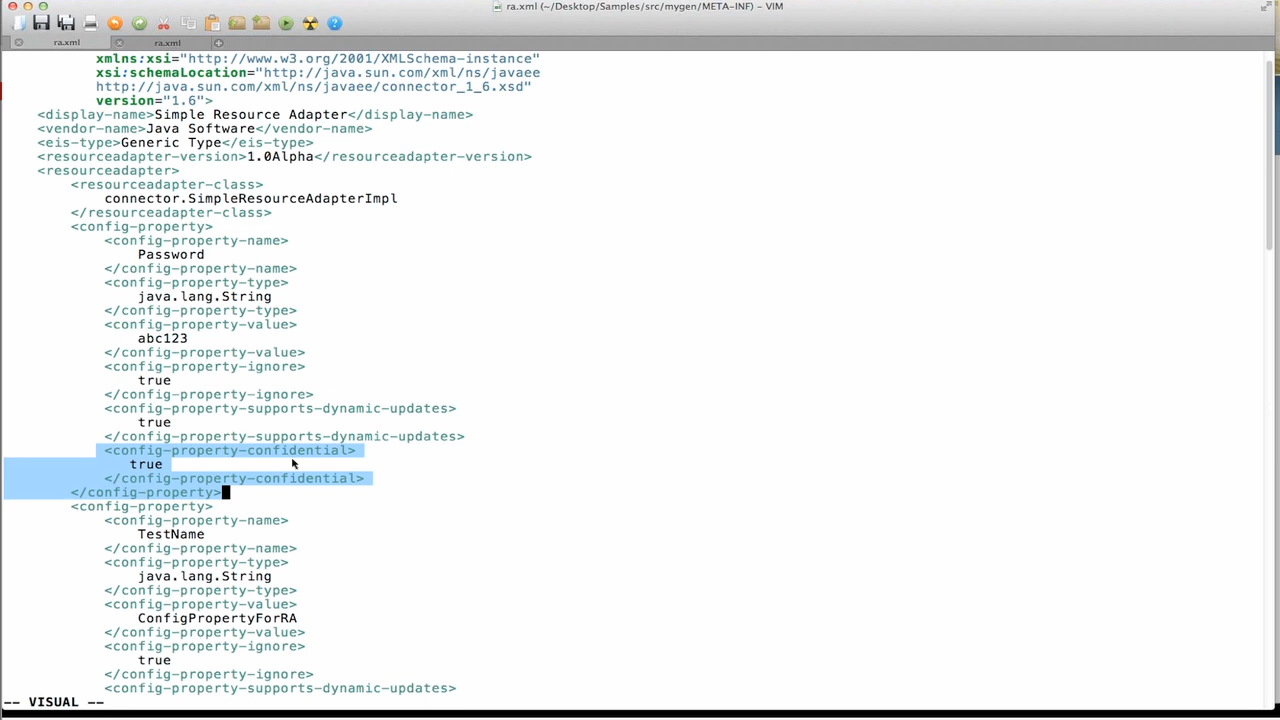 ra.xml (~/Desktop/Samples/src/mygen/META-INF) – VIM
ra.xml
ra.xml
xmlns:xsi="http://www.w3.org/2001/XMLSchema-instance"
xsi:schemaLocation="http://java.sun.com/xml/ns/javaee
http://java.sun.com/xml/ns/javaee/connector_1_6.xsd"
version="1.6">
<display-name>Simple Resource Adapter</display-name>
<vendor-name>Java Software</vendor-name>
<eis-type>Generic Type</eis-type>
<resourceadapter-version>1.0Alpha</resourceadapter-version>
<resourceadapter>
<resourceadapter-class>
connector.SimpleResourceAdapterImpl
</resourceadapter-class>
<config-property>
<config-property-name>
Password
</config-property-name>
<config-property-type>
java.lang.String
</config-property-type>
<config-property-value>
abc123
</config-property-value>
<config-property-ignore>
true
</config-property-ignore>
<config-property-supports-dynamic-updates>
true
</config-property-supports-dynamic-updates>
<config-property-confidential>
true
</config-property-confidential>
</config-property>
<config-property>
<config-property-name>
TestName
</config-property-name>
<config-property-type>
java.lang.String
</config-property-type>
<config-property-value>
ConfigPropertyForRA
</config-property-value>
<config-property-ignore>
true
</config-property-ignore>
<config-property-supports-dynamic-updates>
-- VISUAL --